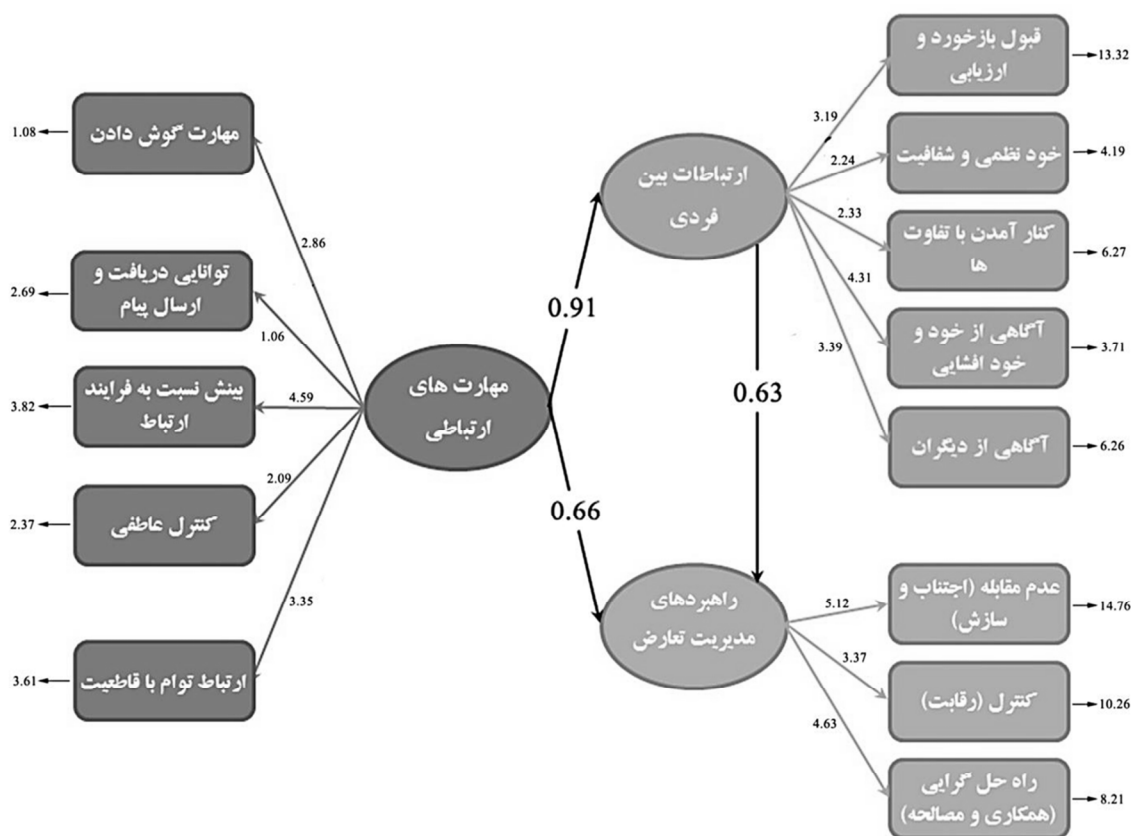 قبول بازخورد و
ارزیابی
13.32
3.19
خود نظمی و شفافیت
4.19
2.24
کنار آمدن با تفاوت
ها
6.27
2.33
آگاهی از خود و
خود افشایی
3.71
4.31
آگاهی از دیگران
6.26
3.39
ارتباطات بین
فردی
0.91
0.63
0.66
مهارت های
ارتباطی
مهارت گوش دادن
1.08
2.86
توانایی دریافت و
ارسال پیام
2.69
1.06
بینش نسبت به فرایند
ارتباط
3.82
4.59
کنترل عاطفی
2.37
2.09
ارتباط توام با قاطعیت
3.61
3.35
راهبردهای
مدیریت تعارض
عدم مقابله (اجتناب و
سازش)
14.76
5.12
کنترل (رقابت)
10.26
3.37
راه حل گرایی
(همکاری و مصالحه)
8.21
4.63